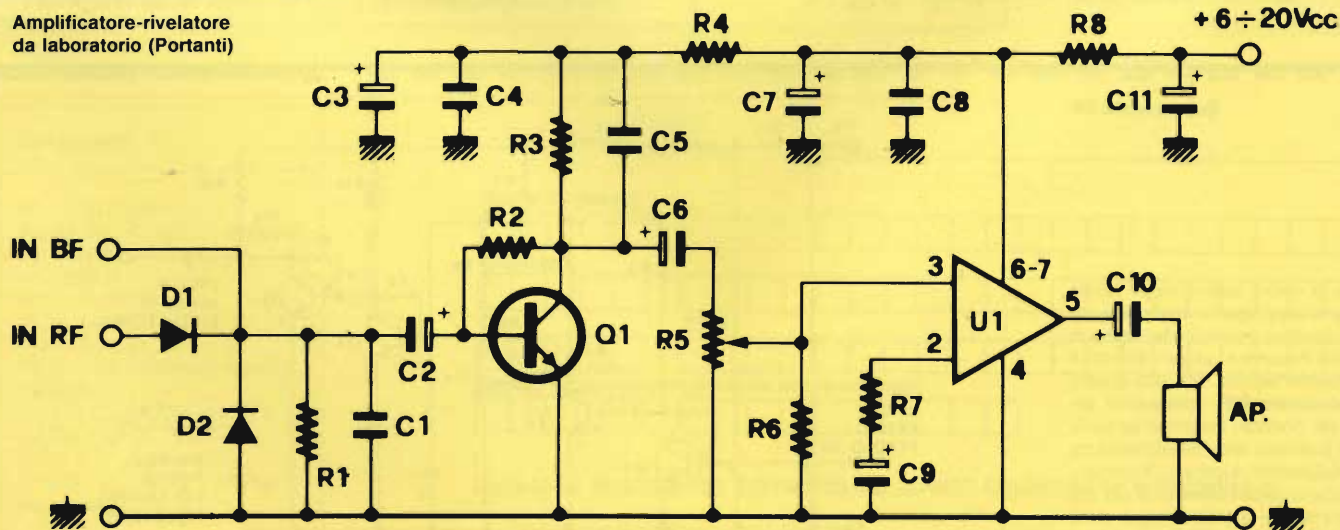 Amplificatore-rivelatore
da laboratorio (Portanti)
R4
R8
+ 6 ÷ 20Vcc
C3
C4
R3
C5
C7
C8
C11
R2
C6
IN BF
D1
IN RF
C2
Q1
R5
3
6-7
U1
5
C10
2
4
D2
R1
C1
R6
R7
C9
AP.